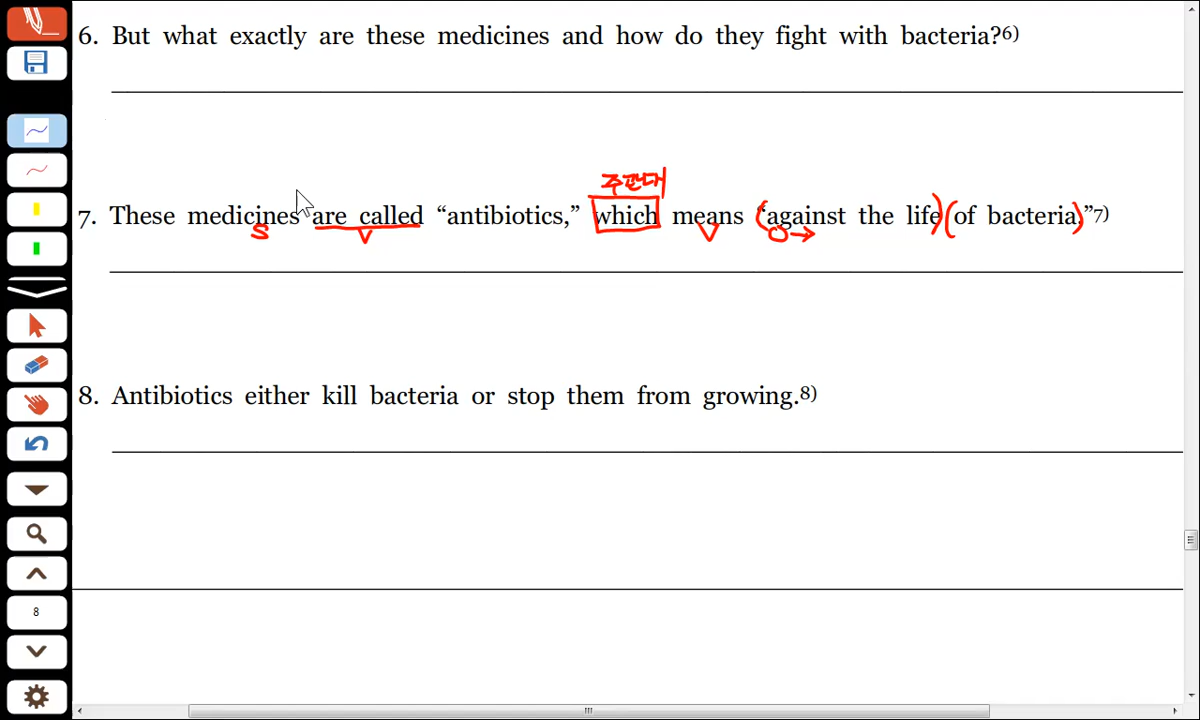 6. But what exactly are these medicines and how do they fight with bacteria?6)
주관대
7. These medicines are called “antibiotics,” which means “against the life of bacteria.”7)
S V V O→
8. Antibiotics either kill bacteria or stop them from growing.8)
8